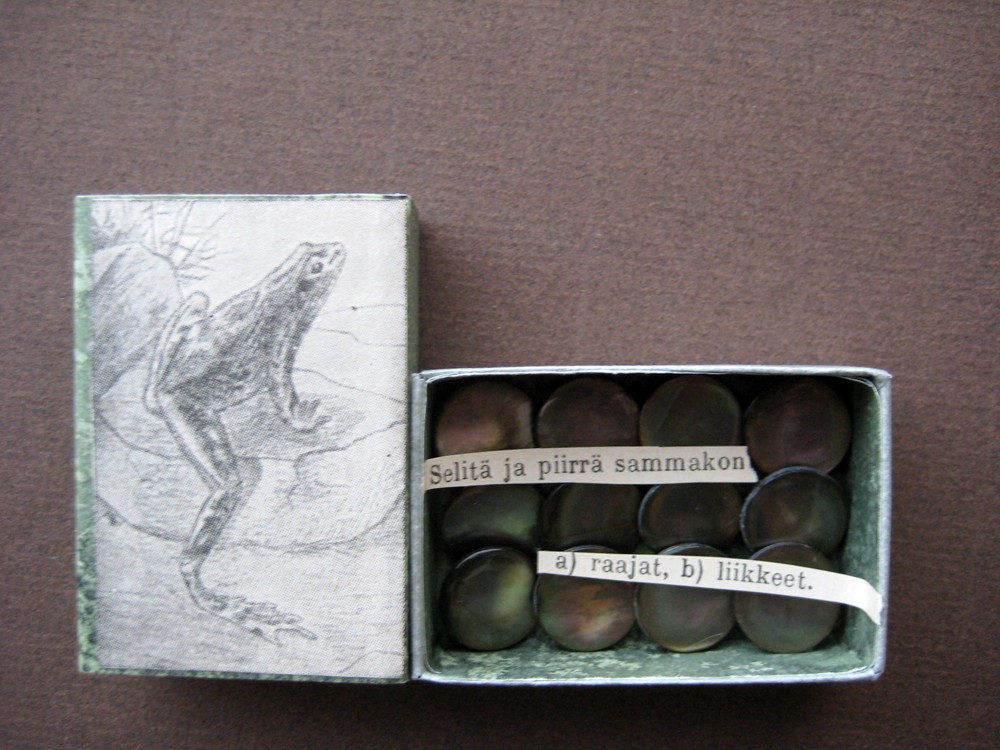 Selitä ja piirrä sammakon
a) raajat, b) liikkeet.